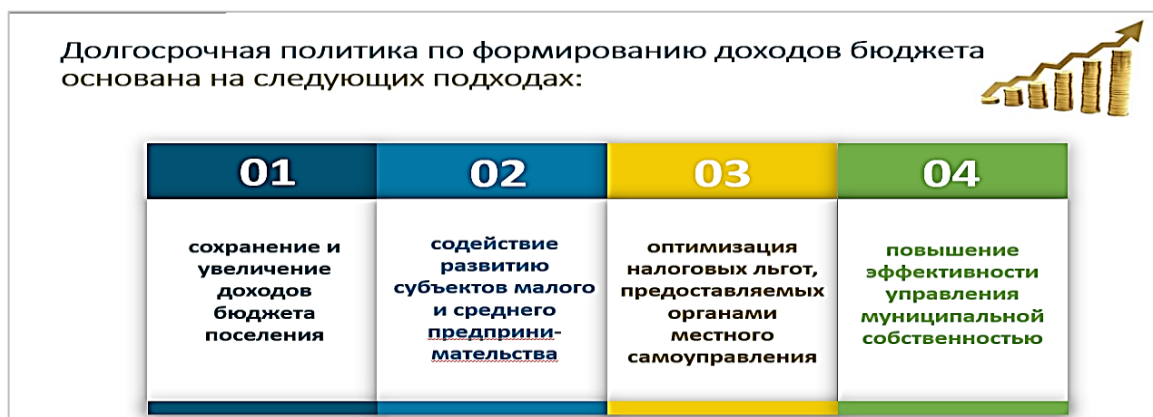 Долгосрочная политика по формированию доходов бюджета
основана на следующих подходах:
01
сохранение и
увеличение
доходов
бюджета
поселения
02
содействие
развитию
субъектов малого
и среднего
предприни-
мательства
03
оптимизация
налоговых льгот,
предоставляемых
органами
местного
самоуправления
04
повышение
эффективности
управления
муниципальной
собственностью